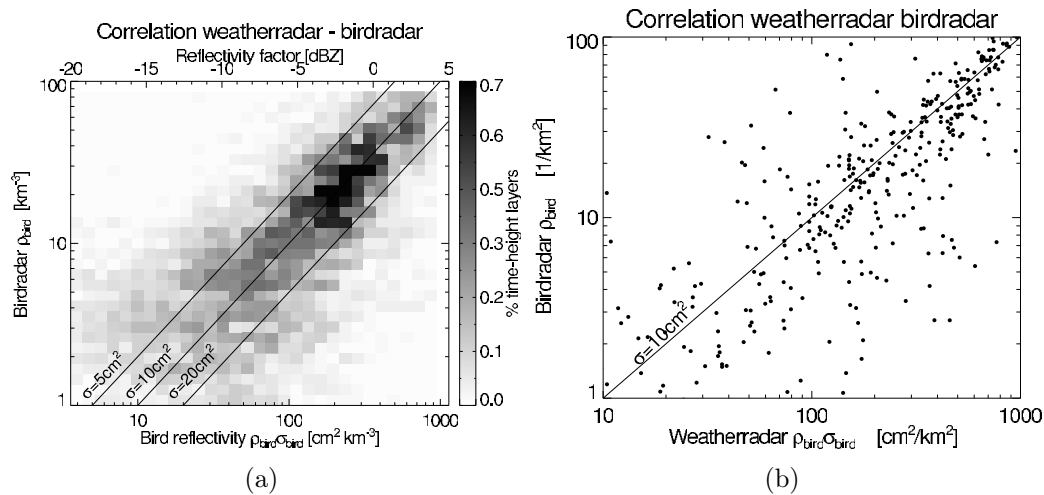 Correlation weatherradar - birdradar
Reflectivity factor [dBZ]
-20 -15 -10 -5 0 5
100
10
1
Birdradar ρbird [km-3]
σ=5cm²
σ=10cm²
σ=20cm²
10 100 1000
Bird reflectivity ρbirdσbird [cm² km-3]
0.7
0.6
0.5
0.4
0.3
0.2
0.1
0.0
% time-height layers
(a)
Correlation weatherradar birdradar
100
10
1
Birdradar ρbird [1/km²]
σ=10cm²
10 100 1000
Weatherradar ρbirdσbird [cm²/km²]
(b)